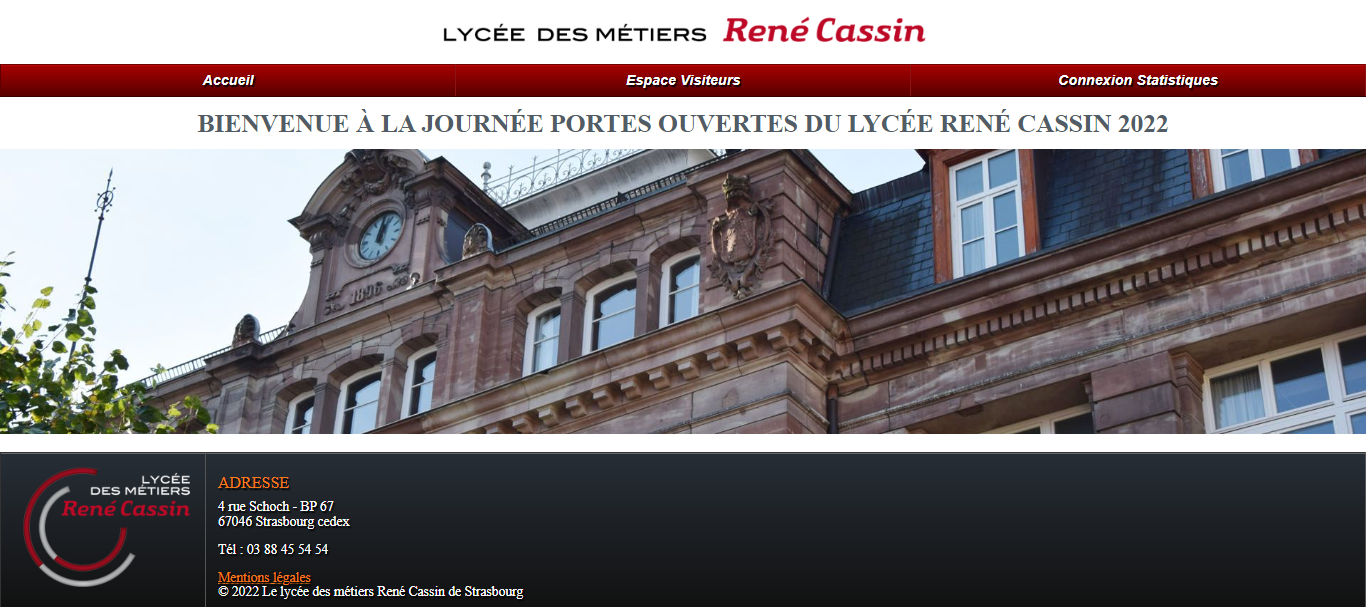 LYCÉE DES MÉTIERS René Cassin
Accueil
Espace Visiteurs
Connexion Statistiques
BIENVENUE À LA JOURNÉE PORTES OUVERTES DU LYCÉE RENÉ CASSIN 2022
1896
LYCÉE
DES MÉTIERS
René Cassin
ADRESSE
4 rue Schoch - BP 67
67046 Strasbourg cedex
Tél : 03 88 45 54 54
Mentions légales
© 2022 Le lycée des métiers René Cassin de Strasbourg